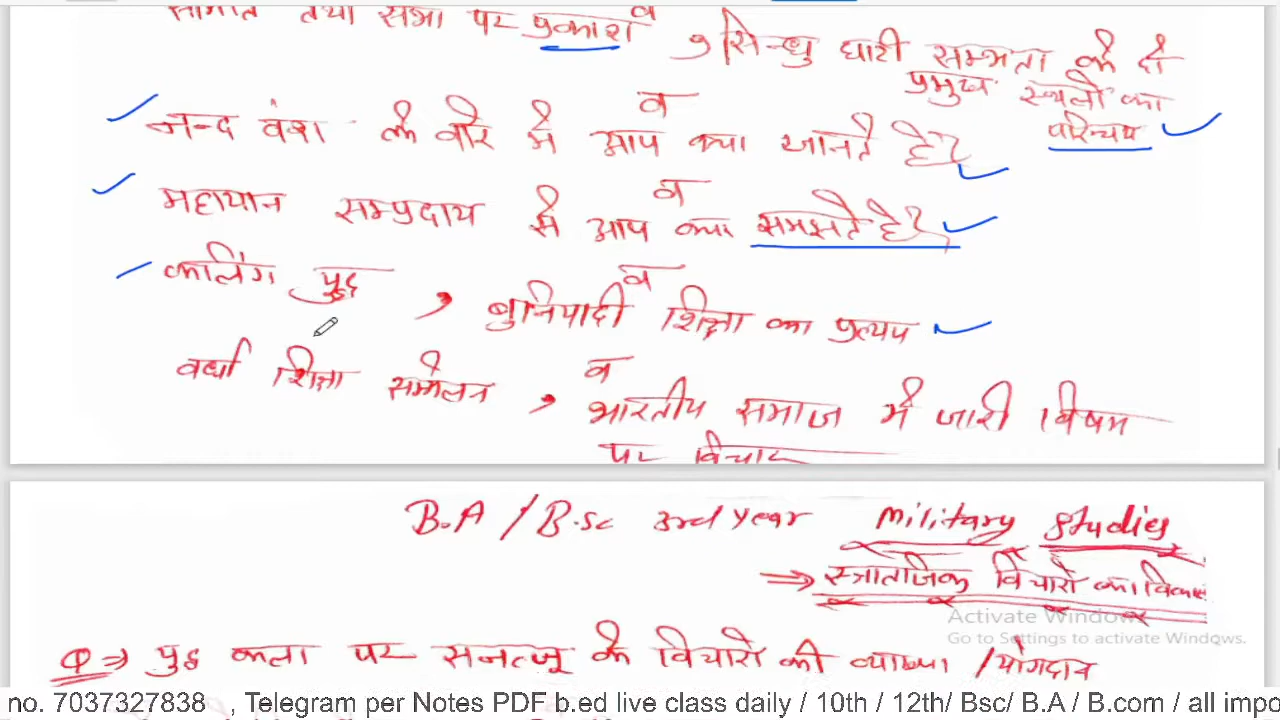 समिति तथा सभा पर प्रकाश व , सिन्धु घाटी सभ्यता के दो
प्रमुख स्थलों का
परिचय
नन्द वंश के बारे में आप क्या जानते है? व
महायान सम्प्रदाय से आप क्या समझते है? व
कलिंग युद्ध , बुनियादी शिक्षा का प्रत्यय व
वर्धा शिक्षा सम्मेलन , भारतीय समाज में जारी विषम व
पर विचार
B.A / B.sc 3rd year Military Studies
⇒ स्त्रातजिक विचारो का विकास
Activate Windows
Go to Settings to activate Windows.
Q ⇒ युद्ध कला पर सनत्जू के विचारो की व्याख्या / योगदान
no. 7037327838 , Telegram per Notes PDF b.ed live class daily / 10th / 12th/ Bsc/ B.A / B.com / all impo